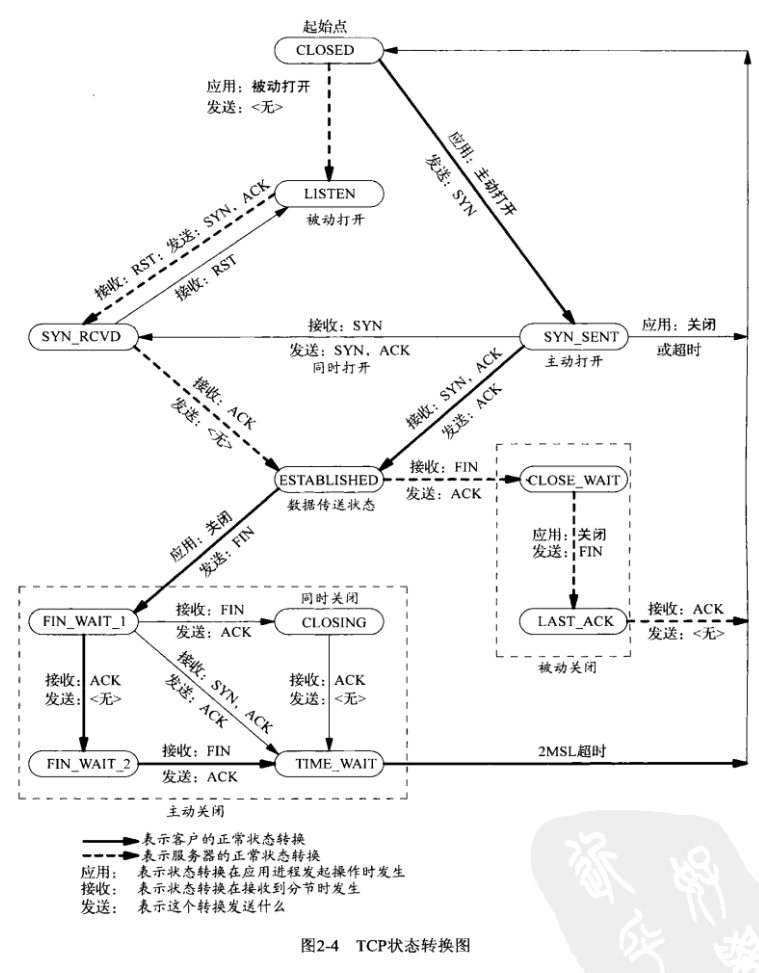 起始点
CLOSED
应用：被动打开
发送：<无>
应用：主动打开
发送：SYN
LISTEN
被动打开
接收：RST；发送：SYN，ACK
接收：RST
SYN_RCVD
接收：SYN
发送：SYN，ACK
同时打开
SYN_SENT
主动打开
应用：关闭
或超时
接收：ACK
发送：<无>
接收：SYN，ACK
发送：ACK
ESTABLISHED
数据传送状态
接收：FIN
发送：ACK
CLOSE_WAIT
应用：关闭
发送：FIN
应用：关闭
发送：FIN
LAST_ACK
被动关闭
接收：ACK
发送：<无>
同时关闭
FIN_WAIT_1
接收：FIN
发送：ACK
CLOSING
接收：ACK
发送：<无>
接收：SYN，ACK
发送：ACK
接收：ACK
发送：<无>
FIN_WAIT_2
接收：FIN
发送：ACK
TIME_WAIT
2MSL超时
主动关闭
表示客户的正常状态转换
表示服务器的正常状态转换
应用： 表示状态转换在应用进程发起操作时发生
接收： 表示状态转换在接收到分节时发生
发送： 表示这个转换发送什么
图2-4 TCP状态转换图